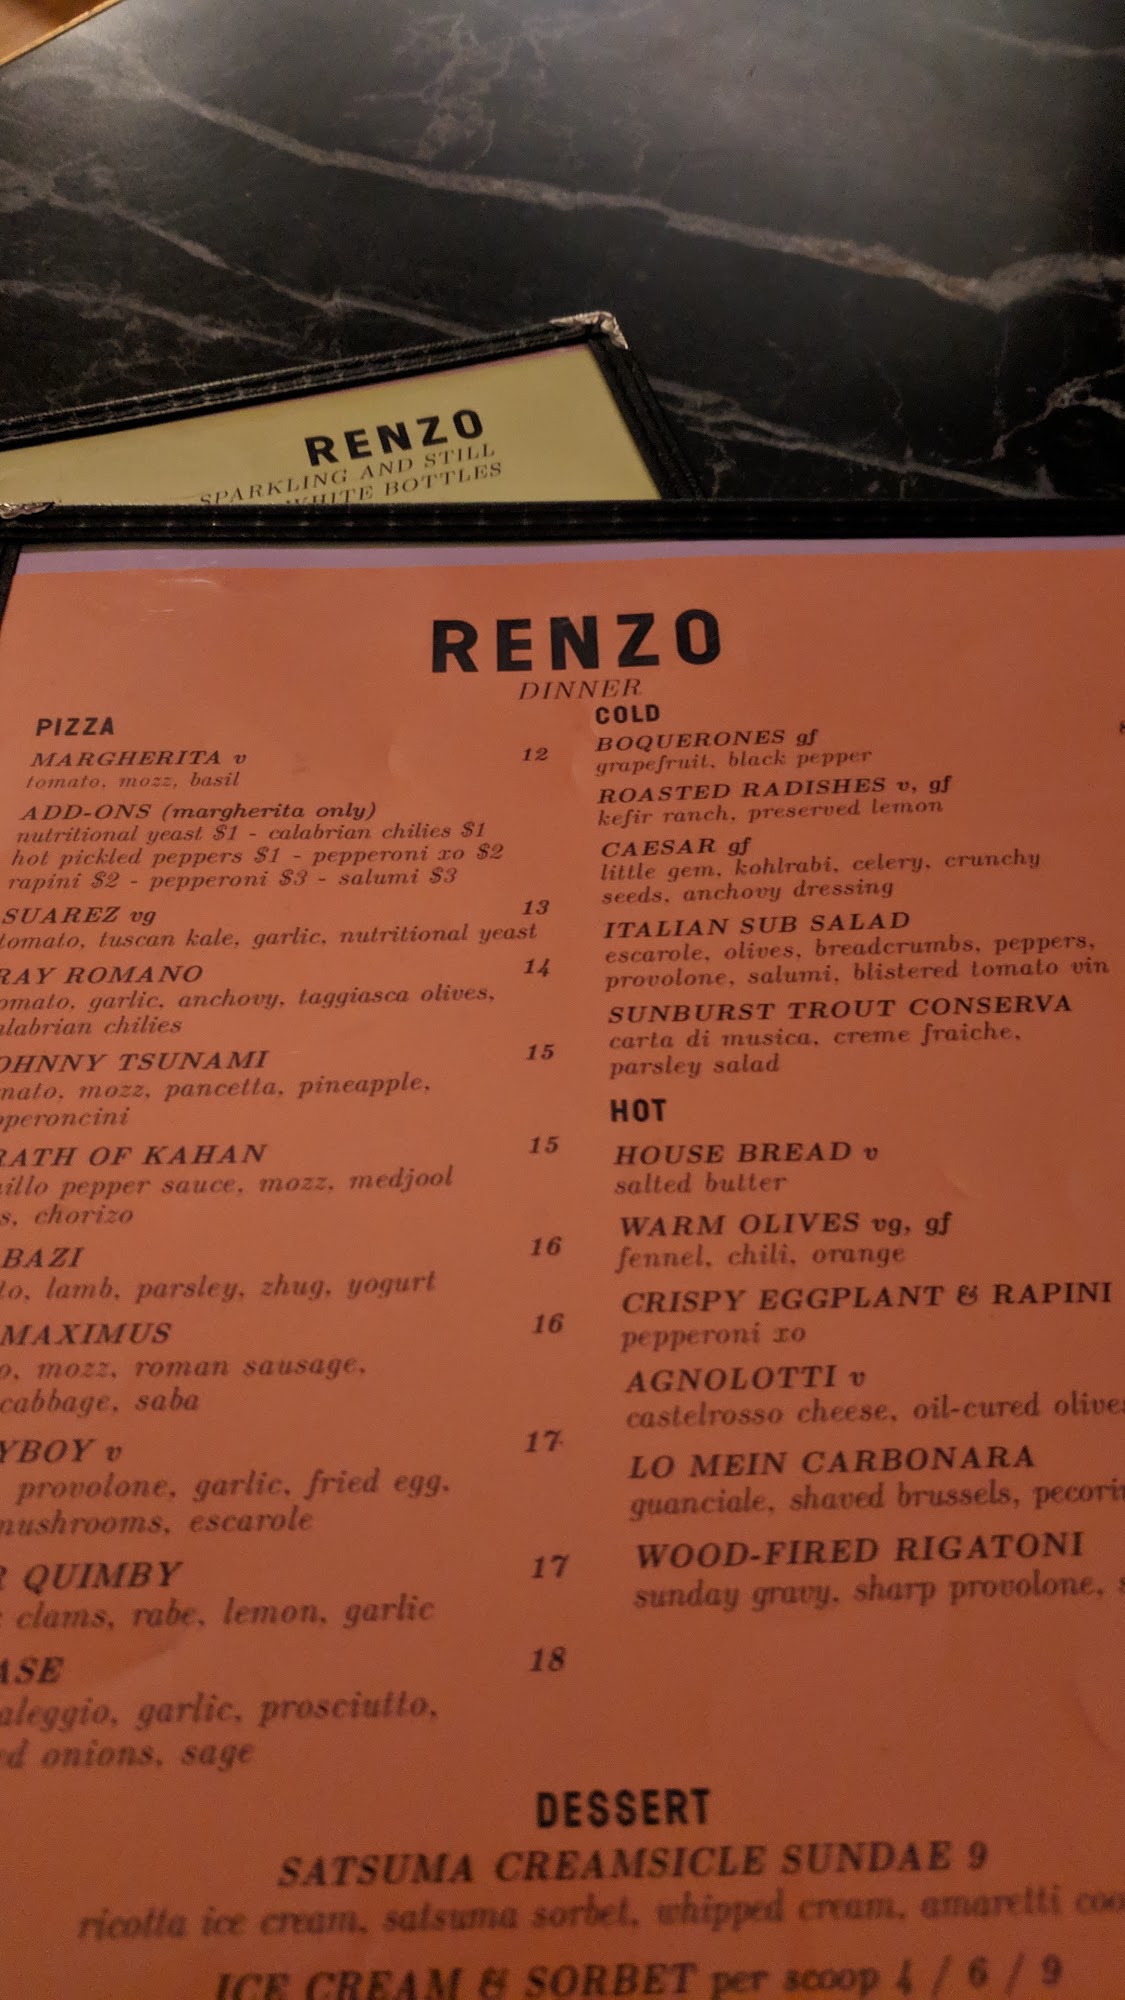 RENZO
SPARKLING AND STILL
WHITE BOTTLES
RENZO
DINNER
PIZZA
MARGHERITA v 12
tomato, mozz, basil
ADD-ONS (margherita only)
nutritional yeast $1 - calabrian chilies $1
hot pickled peppers $1 - pepperoni xo $2
rapini $2 - pepperoni $3 - salumi $3
SUAREZ vg 13
tomato, tuscan kale, garlic, nutritional yeast
RAY ROMANO 14
omato, garlic, anchovy, taggiasca olives,
alabrian chilies
OHNNY TSUNAMI 15
mato, mozz, pancetta, pineapple,
pperoncini
RATH OF KAHAN 15
uillo pepper sauce, mozz, medjool
s, chorizo
BAZI 16
to, lamb, parsley, zhug, yogurt
MAXIMUS 16
o, mozz, roman sausage,
cabbage, saba
YBOY v 17
provolone, garlic, fried egg,
mushrooms, escarole
R QUIMBY 17
clams, rabe, lemon, garlic
ASE 18
aleggio, garlic, prosciutto,
ed onions, sage
COLD
BOQUERONES gf
grapefruit, black pepper
ROASTED RADISHES v, gf
kefir ranch, preserved lemon
CAESAR gf
little gem, kohlrabi, celery, crunchy
seeds, anchovy dressing
ITALIAN SUB SALAD
escarole, olives, breadcrumbs, peppers,
provolone, salumi, blistered tomato vin
SUNBURST TROUT CONSERVA
carta di musica, creme fraiche,
parsley salad
HOT
HOUSE BREAD v
salted butter
WARM OLIVES vg, gf
fennel, chili, orange
CRISPY EGGPLANT & RAPINI
pepperoni xo
AGNOLOTTI v
castelrosso cheese, oil-cured olives
LO MEIN CARBONARA
guanciale, shaved brussels, pecori
WOOD-FIRED RIGATONI
sunday gravy, sharp provolone,
DESSERT
SATSUMA CREAMSICLE SUNDAE 9
ricotta ice cream, satsuma sorbet, whipped cream, amaretti coo
ICE CREAM & SORBET per scoop 4 / 6 / 9